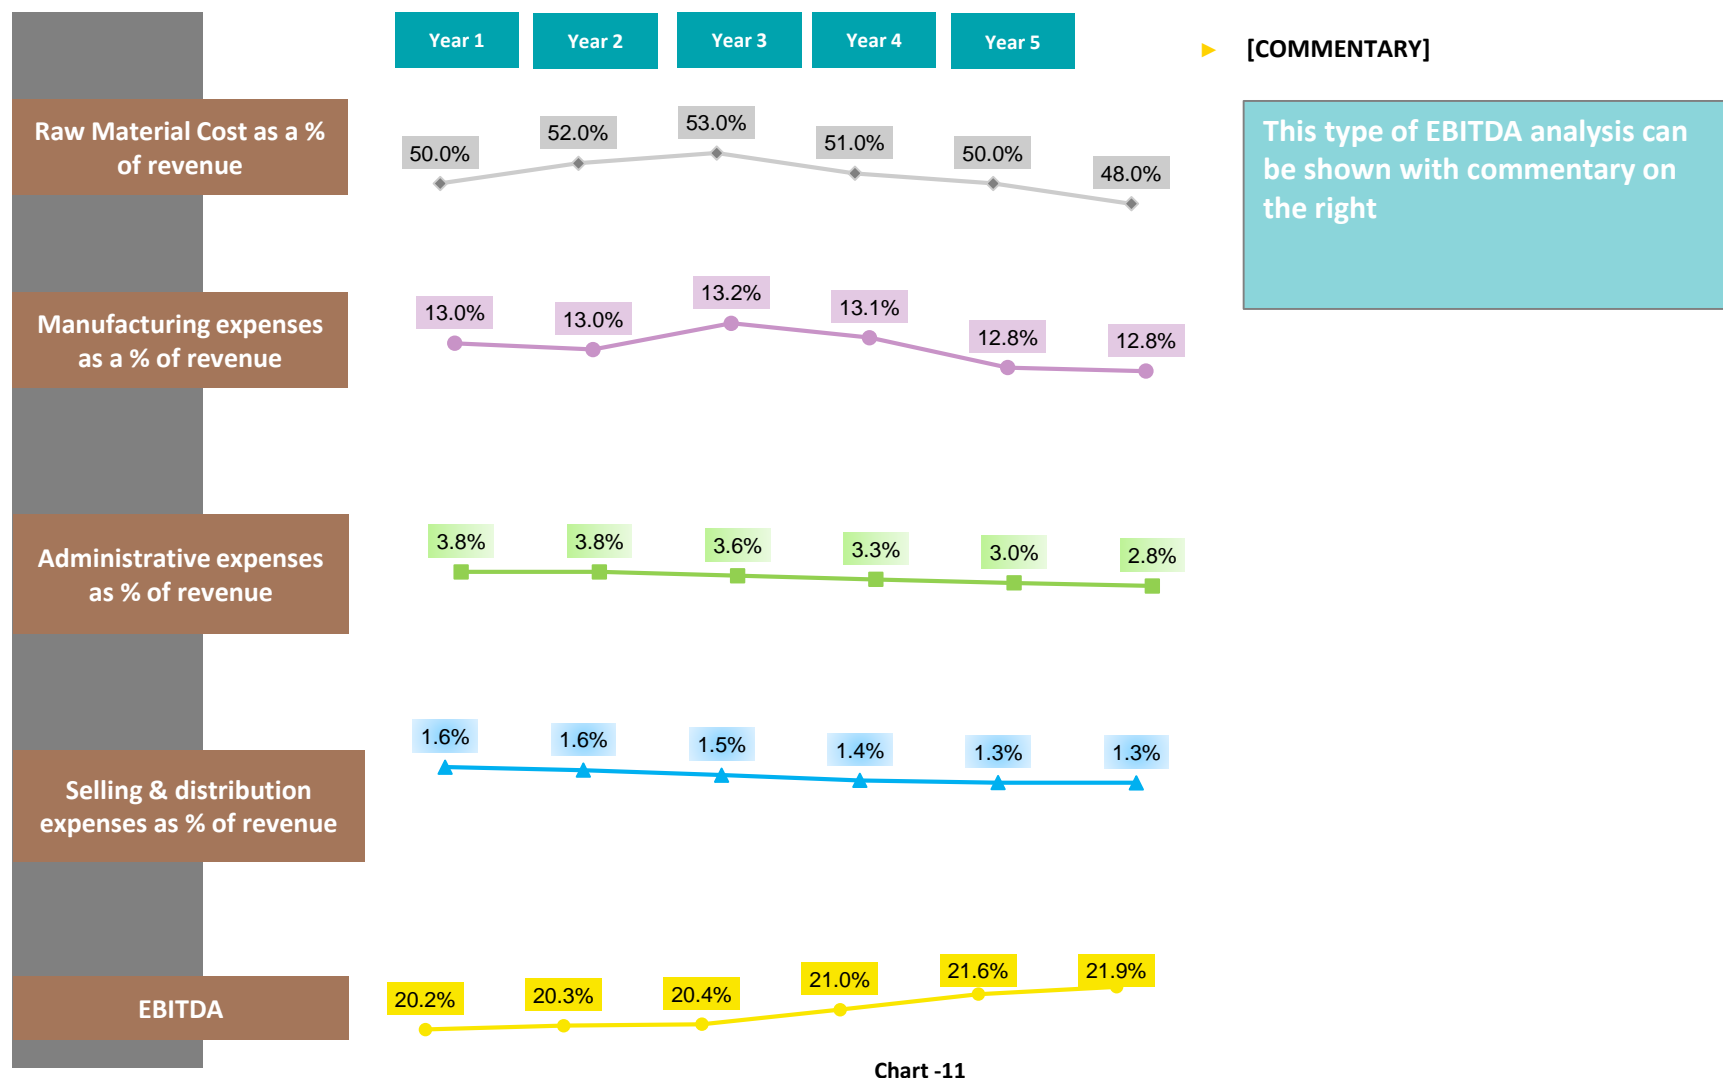 Year 1
Year 2
Year 3
Year 4
Year 5
► [COMMENTARY]
Raw Material Cost as a %
of revenue
50.0%
52.0%
53.0%
51.0%
50.0%
48.0%
This type of EBITDA analysis can
be shown with commentary on
the right
Manufacturing expenses
as a % of revenue
13.0%
13.0%
13.2%
13.1%
12.8%
12.8%
Administrative expenses
as % of revenue
3.8%
3.8%
3.6%
3.3%
3.0%
2.8%
Selling & distribution
expenses as % of revenue
1.6%
1.6%
1.5%
1.4%
1.3%
1.3%
EBITDA
20.2%
20.3%
20.4%
21.0%
21.6%
21.9%
Chart -11